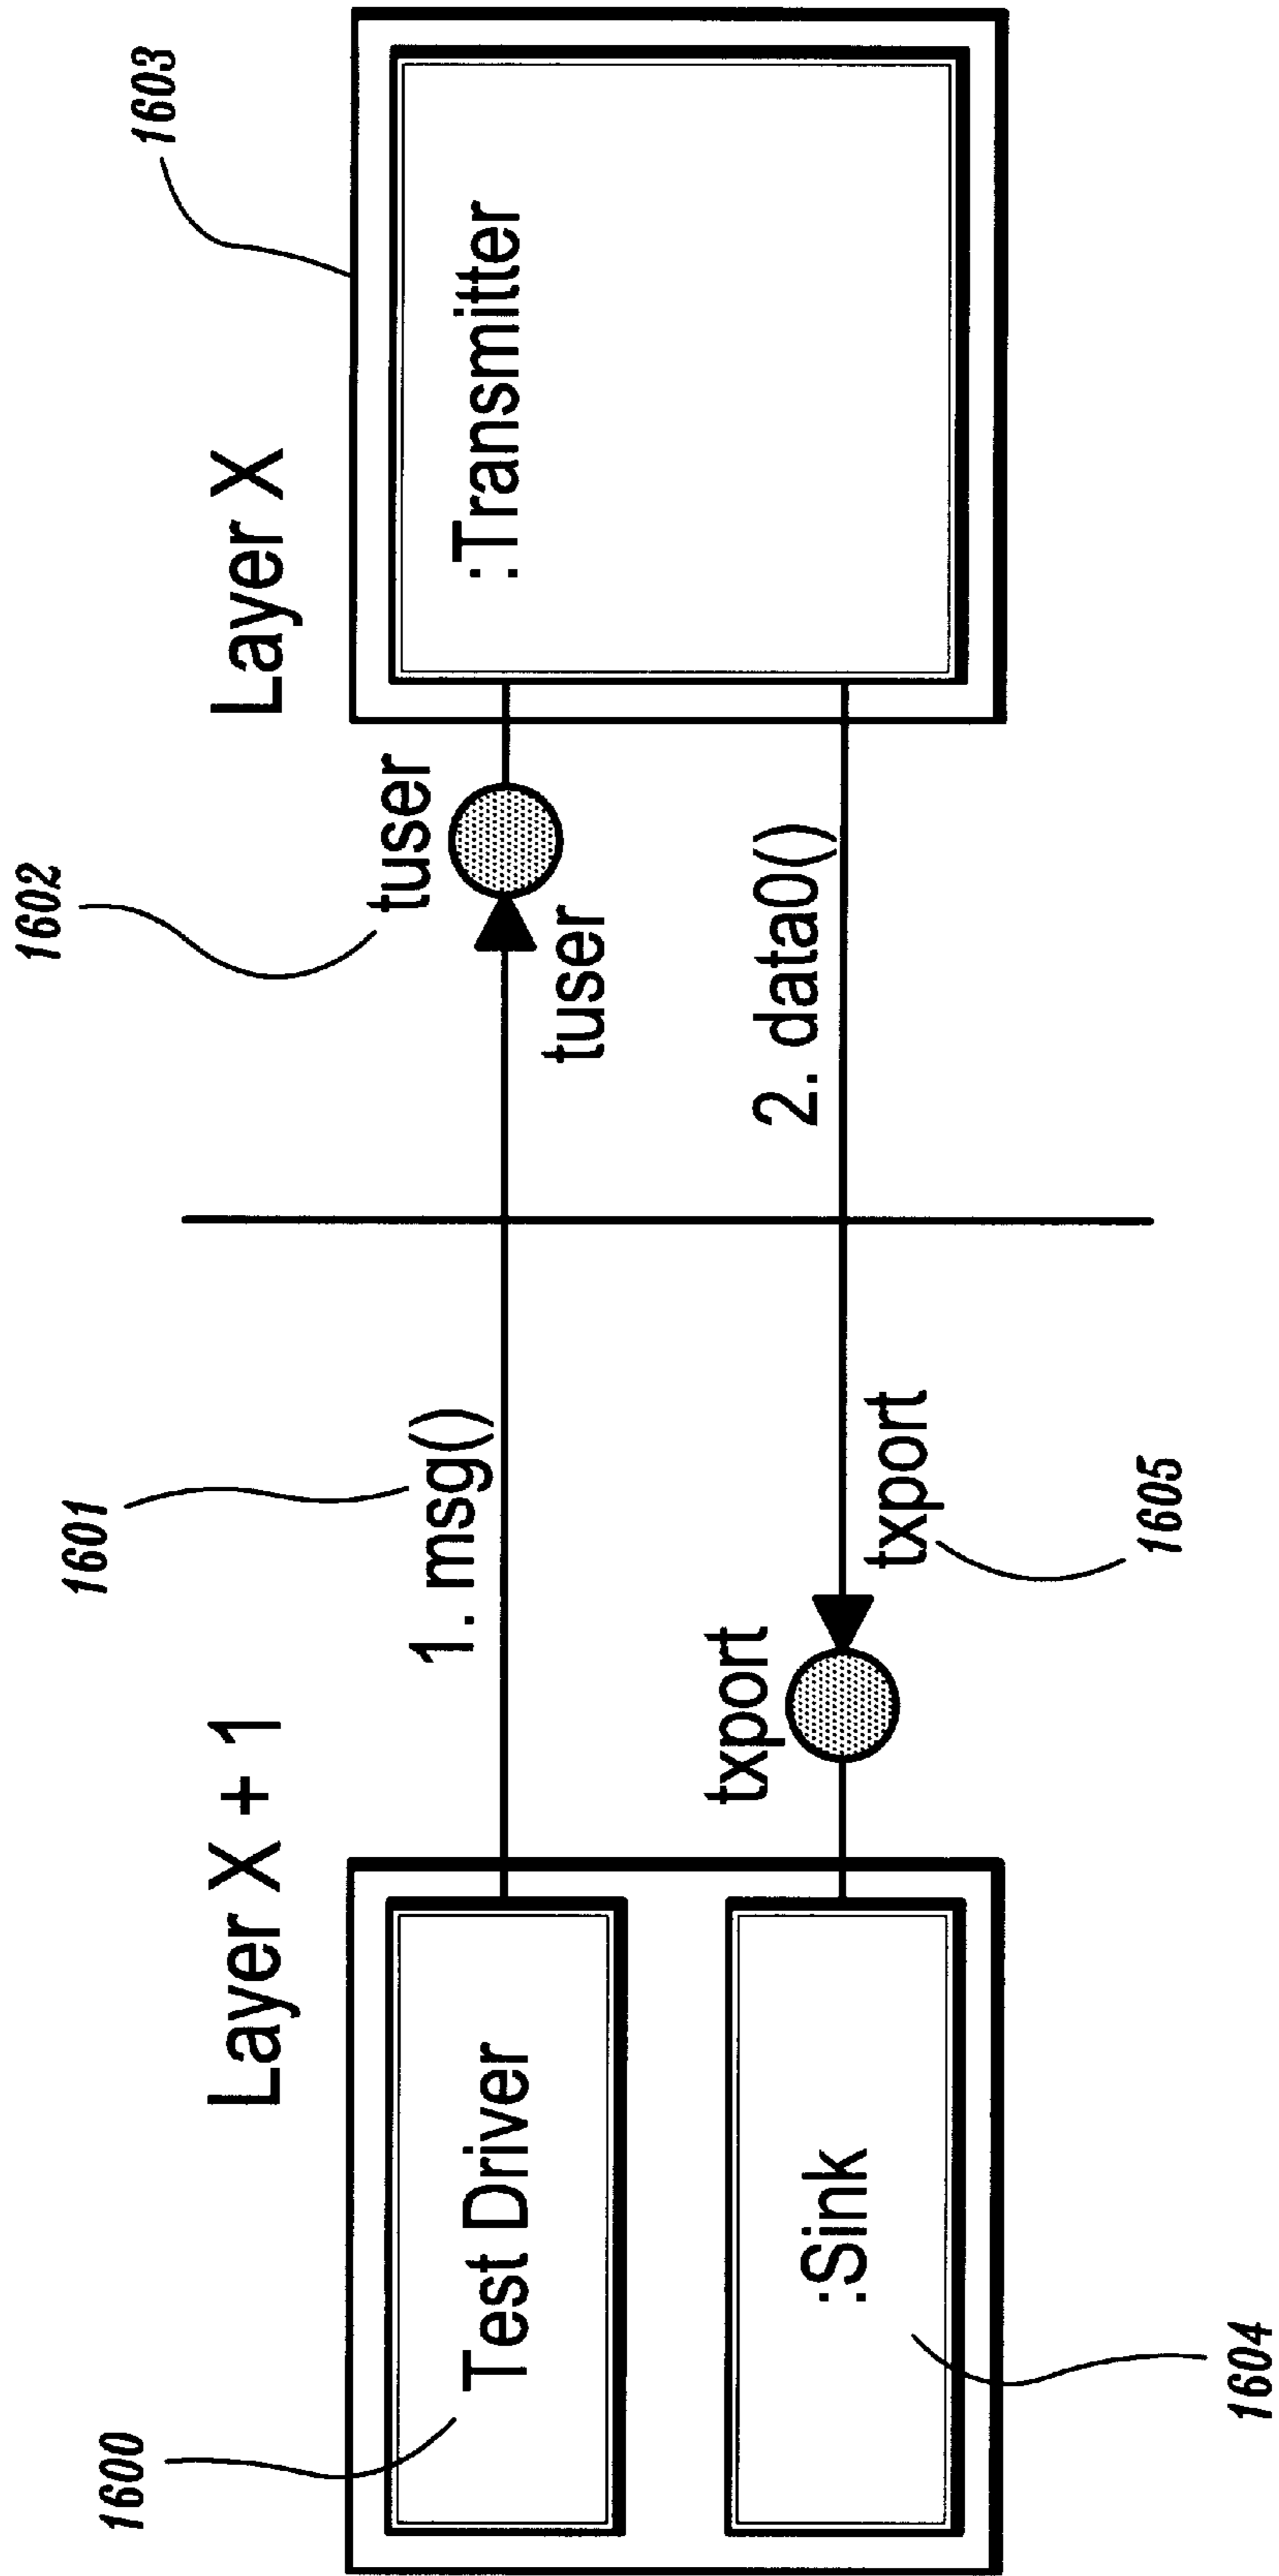 Layer X + 1
Layer X
1600
1601
1602
1603
Test Driver
1. msg()
tuser
tuser
:Transmitter
:Sink
txport
txport
2. data0()
1604
1605